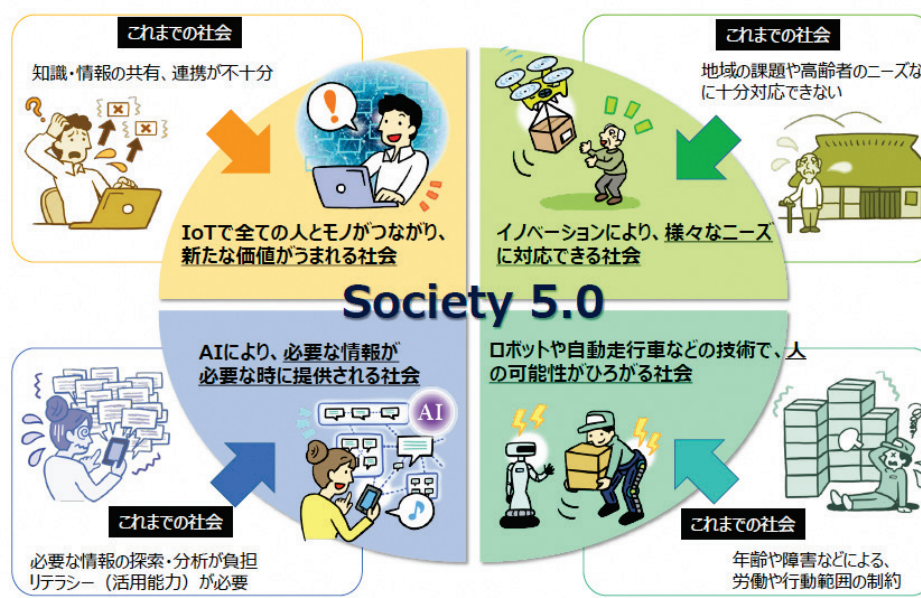 これまでの社会
知識・情報の共有、連携が不十分
IoTで全ての人とモノがつながり、
新たな価値がうまれる社会
これまでの社会
地域の課題や高齢者のニーズな
に十分対応できない
イノベーションにより、様々なニーズ
に対応できる社会
Society 5.0
AIにより、必要な情報が
必要な時に提供される社会
AI
これまでの社会
必要な情報の探索・分析が負担
リテラシー（活用能力）が必要
ロボットや自動走行車などの技術で、人
の可能性がひろがる社会
これまでの社会
年齢や障害などによる、
労働や行動範囲の制約